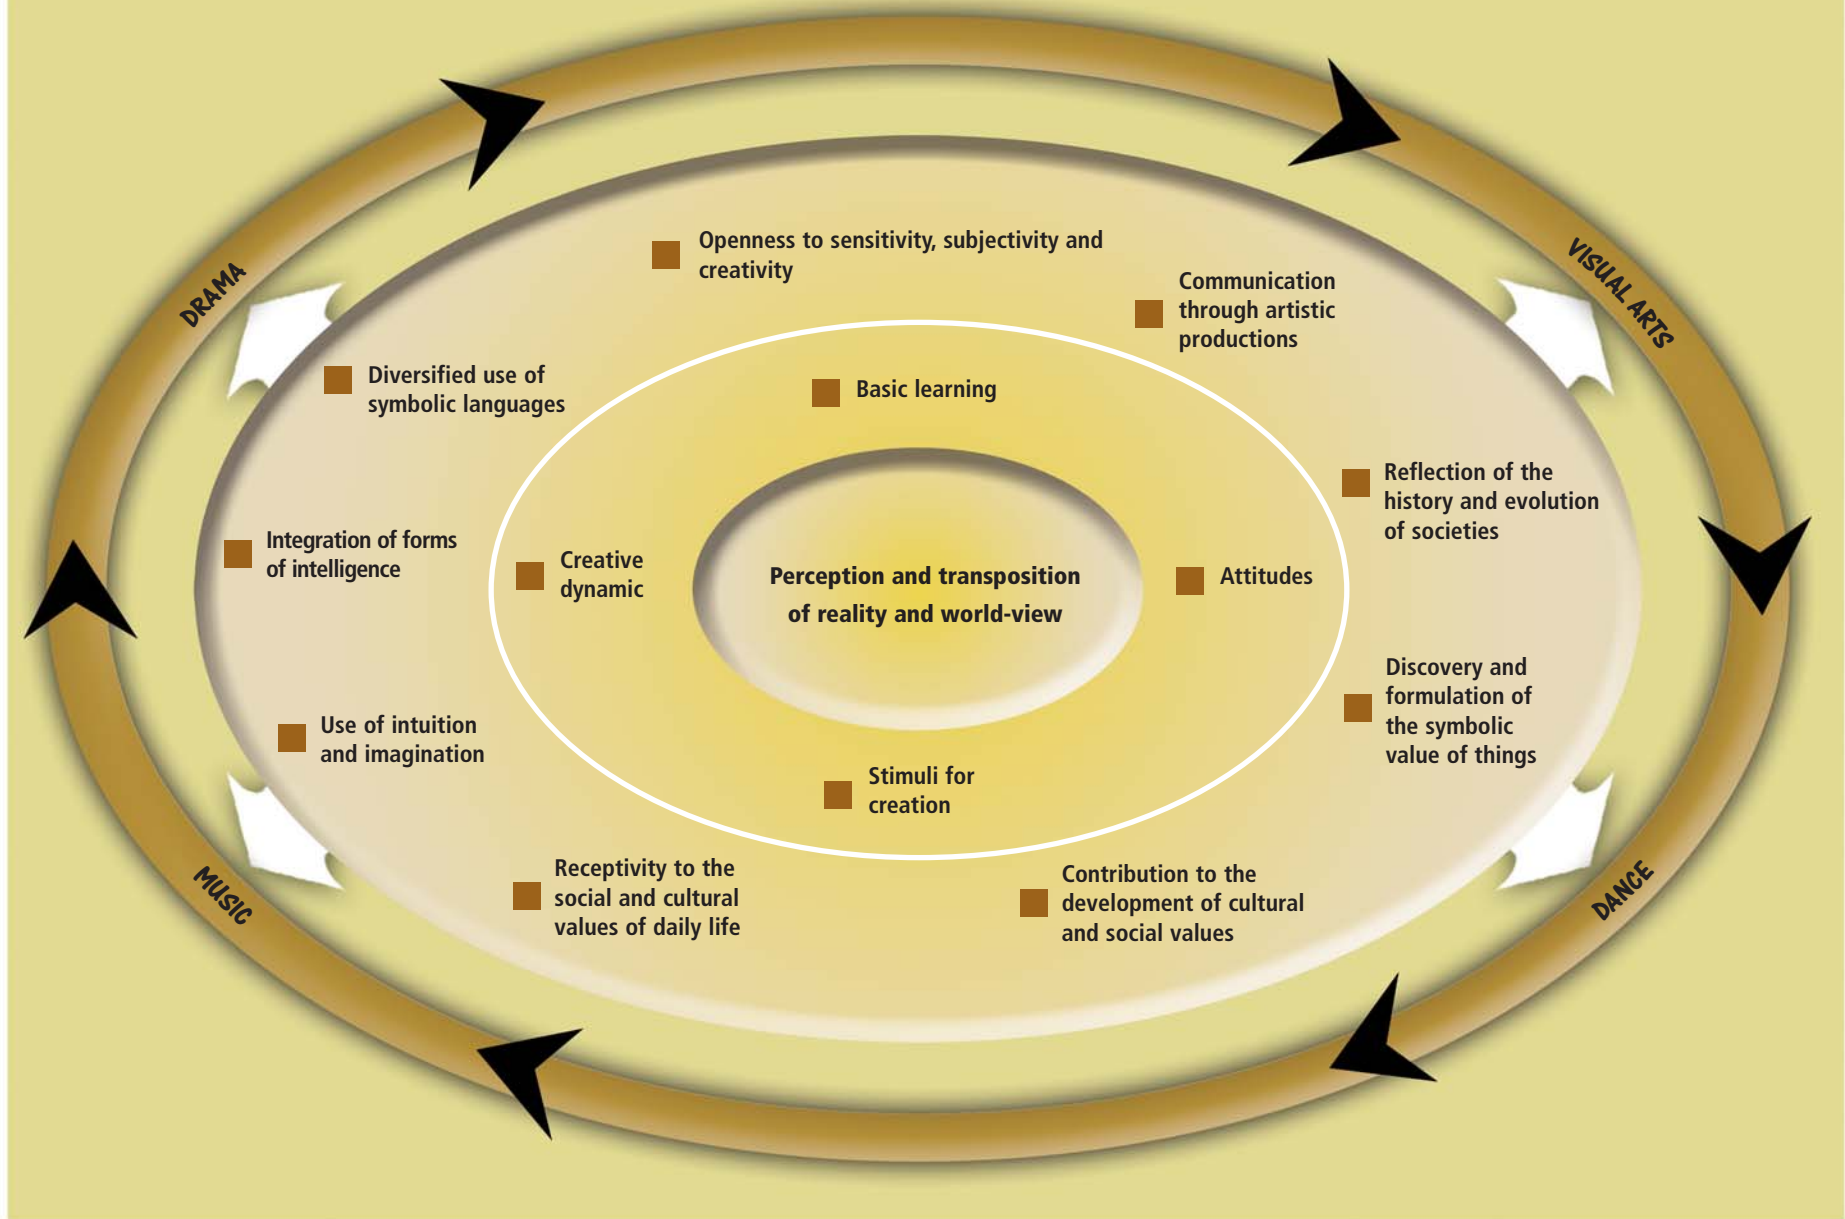 Openness to sensitivity, subjectivity and
creativity
Communication
through artistic
productions
DRAMA
VISUAL ARTS
Diversified use of
symbolic languages
Basic learning
Reflection of the
history and evolution
of societies
Integration of forms
of intelligence
Creative
dynamic
Perception and transposition
of reality and world-view
Attitudes
Discovery and
formulation of
the symbolic
value of things
Use of intuition
and imagination
Stimuli for
creation
Receptivity to the
social and cultural
values of daily life
Contribution to the
development of cultural
and social values
MUSIC
DANCE